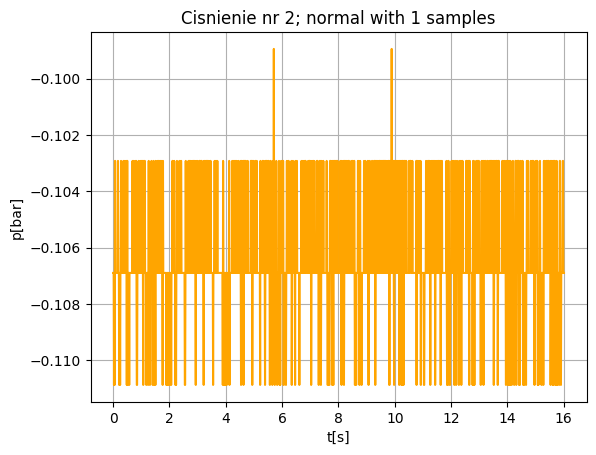 Cisnienie nr 2; normal with 1 samples
p[bar]
−0.100
−0.102
−0.104
−0.106
−0.108
−0.110
0 2 4 6 8 10 12 14 16
t[s]